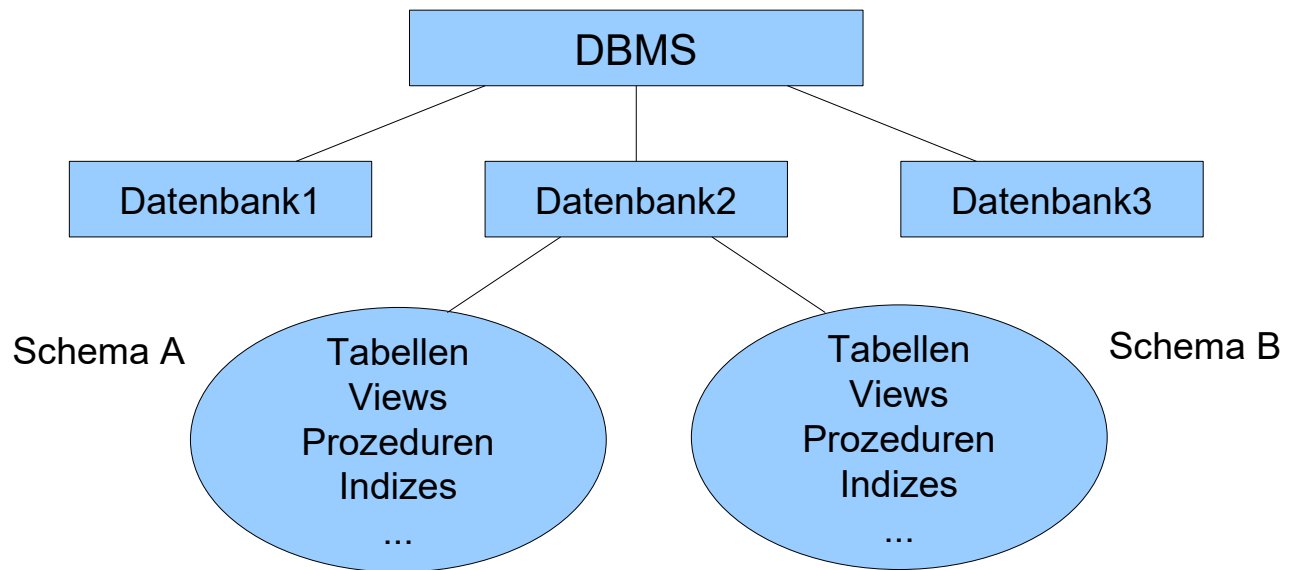 DBMS
Datenbank1
Datenbank2
Datenbank3
Schema A
Tabellen
Views
Prozeduren
Indizes
...
Tabellen
Views
Prozeduren
Indizes
...
Schema B